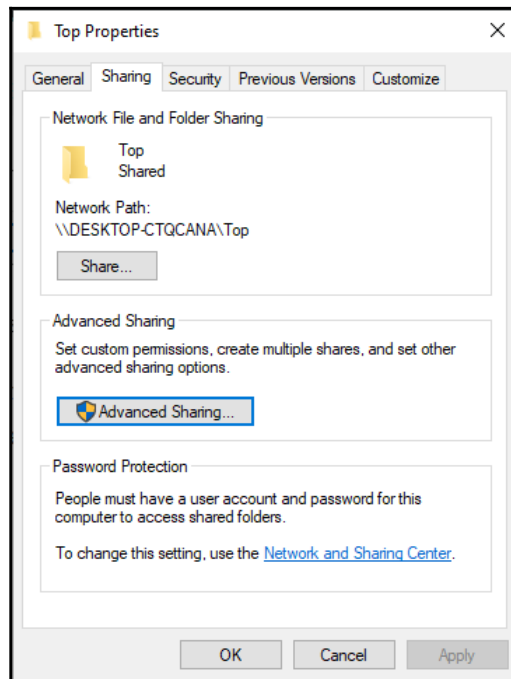 Top Properties
General Sharing Security Previous Versions Customize
Network File and Folder Sharing
Top
Shared
Network Path:
\\DESKTOP-CTQCANA\Top
Share...
Advanced Sharing
Set custom permissions, create multiple shares, and set other
advanced sharing options.
Advanced Sharing...
Password Protection
People must have a user account and password for this
computer to access shared folders.
To change this setting, use the Network and Sharing Center.
OK Cancel Apply